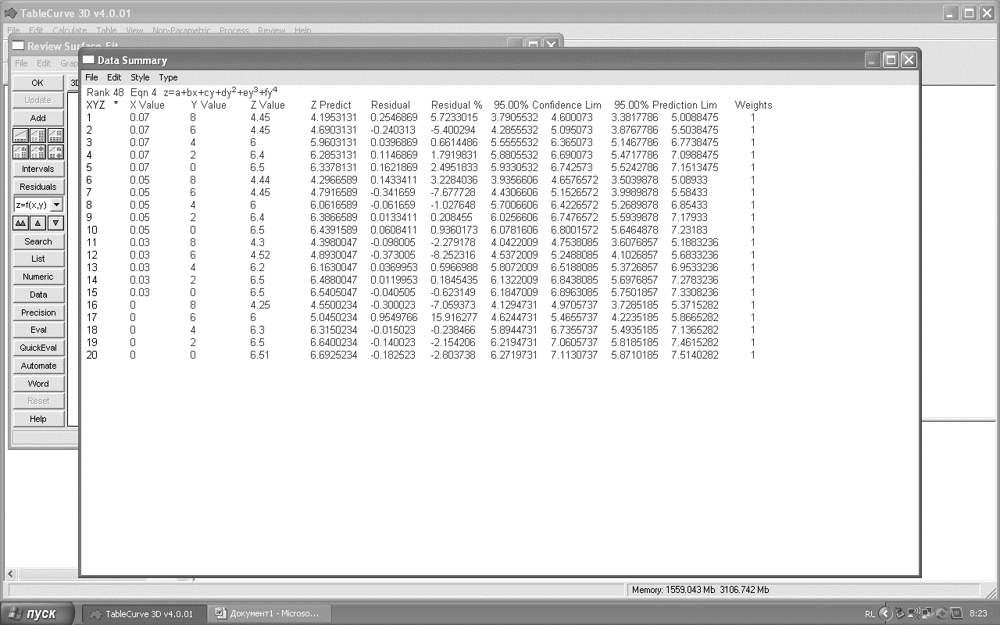 TableCurve 3D v4.0.01
File Edit Calculate Table View Non-Parametric Process Review Help
Review Surface-Fit
File Edit
Data Summary
File Edit Style Type
OK
Update
Add
Intervals
Residuals
z=f(x,y)
Search
List
Numeric
Data
Precision
Eval
QuickEval
Automate
Word
Reset
Help
Rank 48 Eqn 4 z=a+bx+cy+dy²+ey³+fy⁴
XYZ * X Value Y Value Z Value Z Predict Residual Residual % 95.00% Confidence Lim 95.00% Prediction Lim Weights
1 0.07 8 4.45 4.1953131 0.2546869 5.7233015 3.7905532 4.600073 3.3817786 5.0088475 1
2 0.07 6 4.45 4.6903131 -0.240313 -5.400294 4.2855532 5.095073 3.8767786 5.5038475 1
3 0.07 4 6 5.9603131 0.0396869 0.6614486 5.5555532 6.365073 5.1467786 6.7738475 1
4 0.07 2 6.4 6.2853131 0.1146869 1.7919831 5.8805532 6.690073 5.4717786 7.0988475 1
5 0.07 0 6.5 6.3378131 0.1621869 2.4951833 5.9330532 6.742573 5.5242786 7.1513475 1
6 0.05 8 4.44 4.2966589 0.1433411 3.2284036 3.9356606 4.6576572 3.5039878 5.08933 1
7 0.05 6 4.45 4.7916589 -0.341659 -7.677728 4.4306606 5.1526572 3.9989878 5.58433 1
8 0.05 4 6 6.0616589 -0.061659 -1.027648 5.7006606 6.4226572 5.2689878 6.85433 1
9 0.05 2 6.4 6.3866589 0.0133411 0.208455 6.0256606 6.7476572 5.5939878 7.17933 1
10 0.05 0 6.5 6.4391589 0.0608411 0.9360173 6.0781606 6.8001572 5.6464878 7.23183 1
11 0.03 8 4.3 4.3980047 -0.098005 -2.279178 4.0422009 4.7538085 3.6076857 5.1883236 1
12 0.03 6 4.52 4.8930047 -0.373005 -8.252316 4.5372009 5.2488085 4.1026857 5.6833236 1
13 0.03 4 6.2 6.1630047 0.0369953 0.5966988 5.8072009 6.5188085 5.3726857 6.9533236 1
14 0.03 2 6.5 6.4880047 0.0119953 0.1845435 6.1322009 6.8438085 5.6976857 7.2783236 1
15 0.03 0 6.5 6.5405047 -0.040505 -0.623149 6.1847009 6.8963085 5.7501857 7.3308236 1
16 0 8 4.25 4.5500234 -0.300023 -7.059373 4.1294731 4.9705737 3.7285182 5.3715282 1
17 0 6 6 5.0450234 0.9549766 15.916277 4.6244731 5.4655737 4.2235185 5.8665282 1
18 0 4 6.3 6.3150234 -0.015023 -0.238466 5.8944731 6.7355737 5.4935185 7.1365282 1
19 0 2 6.5 6.6400234 -0.140023 -2.154206 6.2194731 7.0605737 5.8185185 7.4615282 1
20 0 0 6.51 6.6925234 -0.182523 -2.803738 6.2719731 7.1130737 5.8710185 7.5140282 1
Memory: 1559.043 Mb 3106.742 Mb
пуск TableCurve 3D v4.0.01 Документ1 - Microso... RL 8:23